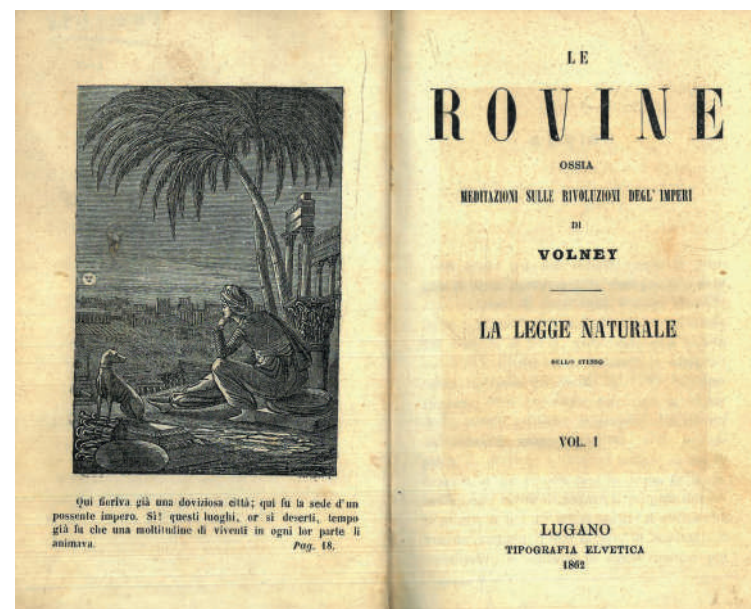 Qui fioriva già una doviziosa città; qui fu la sede d'un
possente impero. Sì! questi luoghi, or sì deserti, tempo
già fu che una moltitudine di viventi in ogni lor parte li
animava. Pag. 18.
LE
ROVINE
OSSIA
MEDITAZIONI SULLE RIVOLUZIONI DEGL' IMPERI
DI
VOLNEY
LA LEGGE NATURALE
DELLO STESSO
VOL. I
LUGANO
TIPOGRAFIA ELVETICA
1862